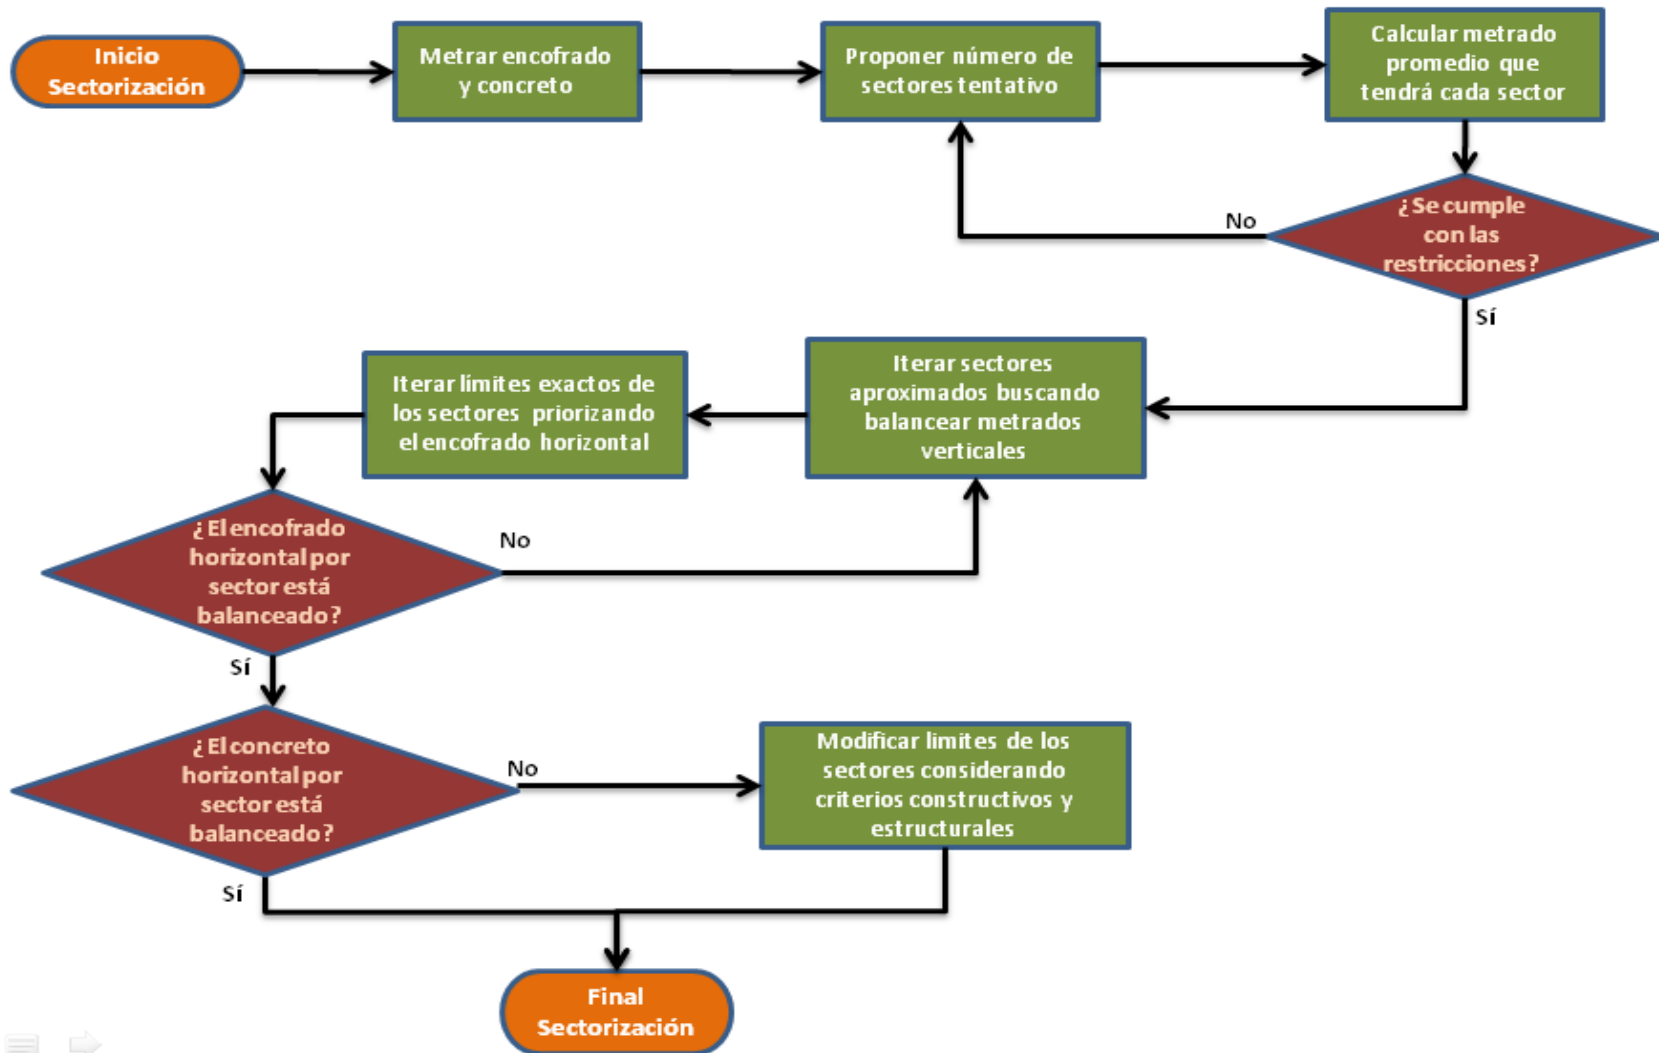 Inicio
Sectorización
Metrar encofrado
y concreto
Proponer número de
sectores tentativo
Calcular metrado
promedio que
tendrá cada sector
¿Se cumple
con las
restricciones?
No
Sí
Iterar sectores
aproximados buscando
balancear metrados
verticales
Iterar límites exactos de
los sectores priorizando
el encofrado horizontal
¿El encofrado
horizontal por
sector está
balanceado?
No
Sí
¿El concreto
horizontal por
sector está
balanceado?
No
Sí
Modificar limites de los
sectores considerando
criterios constructivos y
estructurales
Final
Sectorización